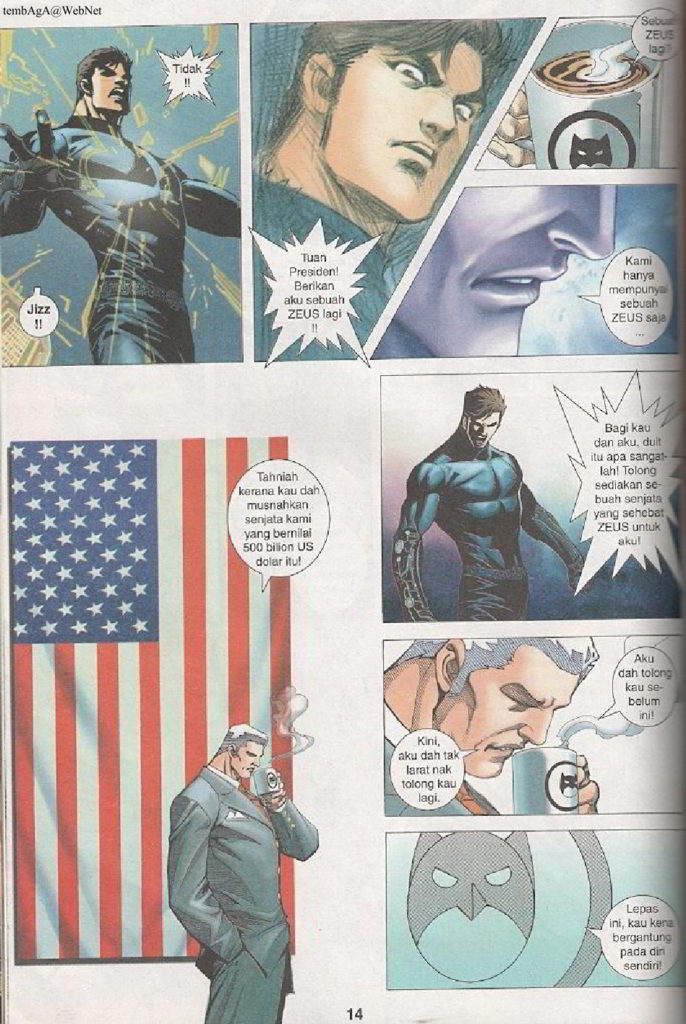 tembAgA@WebNet
Tidak
!!
Jizz
!!
Tuan
Presiden!
Berikan
aku sebuah
ZEUS lagi
!!
Sebuah
ZEUS
lagi?
Kami
hanya
mempunyai
sebuah
ZEUS saja
...
Tahniah
kerana kau dah
musnahkan
senjata kami
yang bernilai
500 bilion US
dolar itu!
Bagi kau
dan aku, duit
itu apa sangat-
lah! Tolong
sediakan se-
buah senjata
yang sehebat
ZEUS untuk
aku!
Aku
dah tolong
kau se-
belum
ini!
Kini,
aku dah tak
larat nak
tolong kau
lagi.
Lepas
ini, kau kena
bergantung
pada diri
sendiri!
14